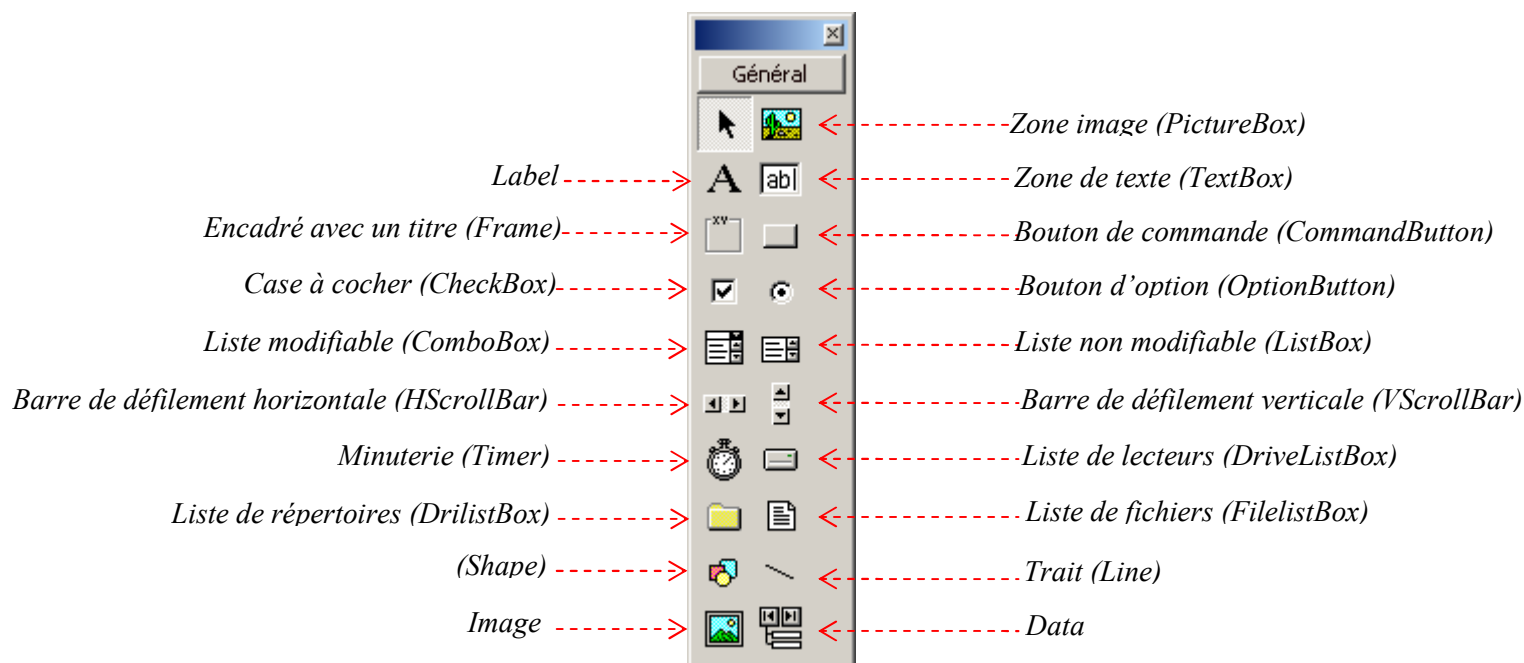 Général
Zone image (PictureBox)
Label
A
ab
Zone de texte (TextBox)
Encadré avec un titre (Frame)
xy
Bouton de commande (CommandButton)
Case à cocher (CheckBox)
Bouton d'option (OptionButton)
Liste modifiable (ComboBox)
Liste non modifiable (ListBox)
Barre de défilement horizontale (HScrollBar)
Barre de défilement verticale (VScrollBar)
Minuterie (Timer)
Liste de lecteurs (DriveListBox)
Liste de répertoires (DrilistBox)
Liste de fichiers (FilelistBox)
(Shape)
Trait (Line)
Image
Data